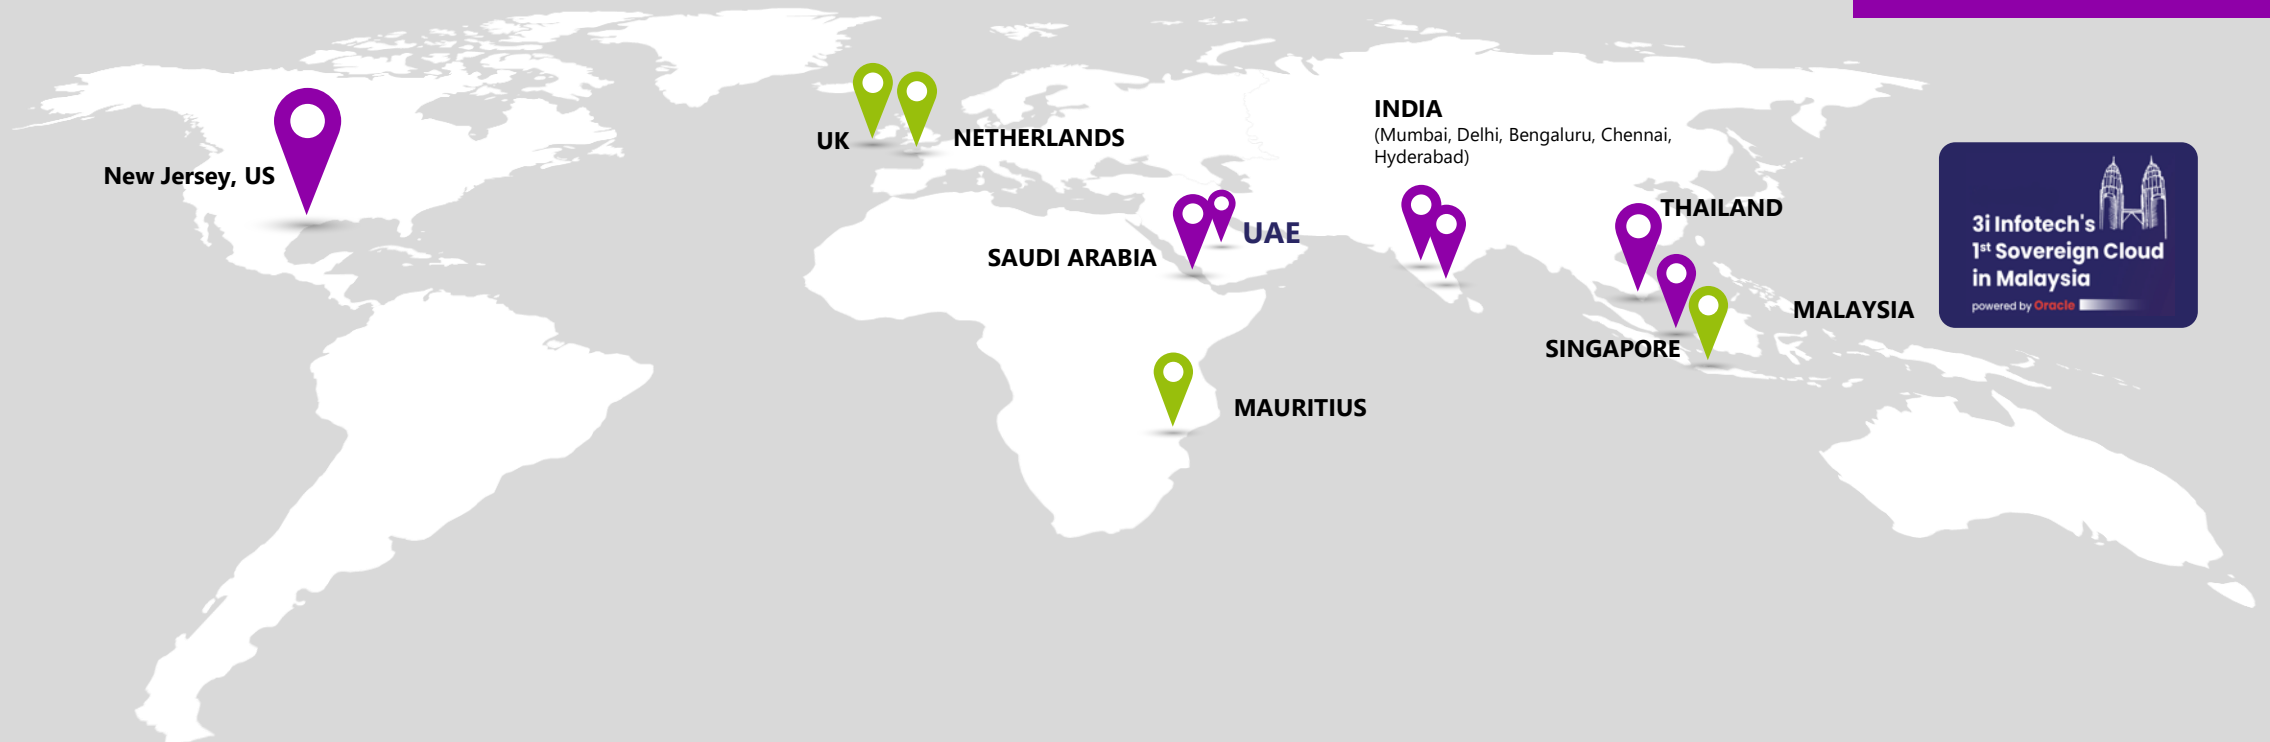 New Jersey, US
UK
NETHERLANDS
SAUDI ARABIA
UAE
INDIA
(Mumbai, Delhi, Bengaluru, Chennai,
Hyderabad)
THAILAND
MALAYSIA
SINGAPORE
MAURITIUS
3i Infotech's
1st Sovereign Cloud
in Malaysia
powered by Oracle